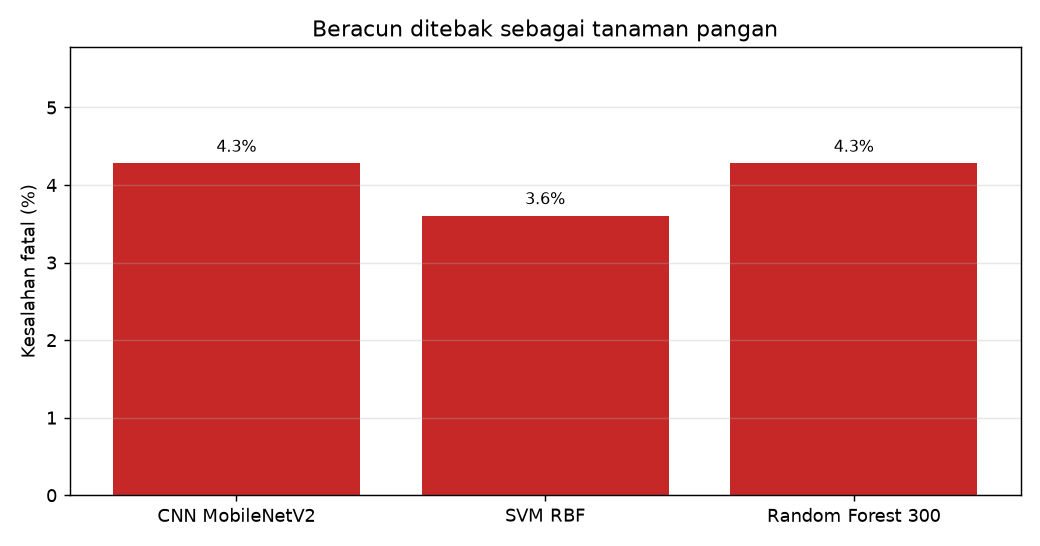 Beracun ditebak sebagai tanaman pangan
Kesalahan fatal (%)
5
4
3
2
1
0
4.3%
3.6%
4.3%
CNN MobileNetV2
SVM RBF
Random Forest 300